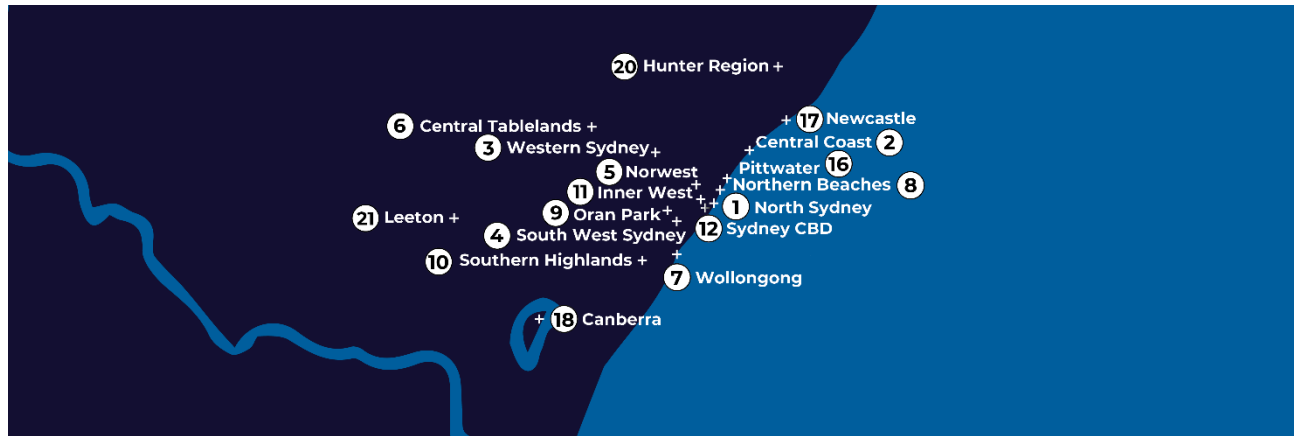 20 Hunter Region
17 Newcastle
6 Central Tablelands
Central Coast 2
3 Western Sydney
Pittwater 16
5 Norwest
Northern Beaches 8
11 Inner West
1 North Sydney
9 Oran Park
21 Leeton
12 Sydney CBD
4 South West Sydney
10 Southern Highlands
7 Wollongong
18 Canberra